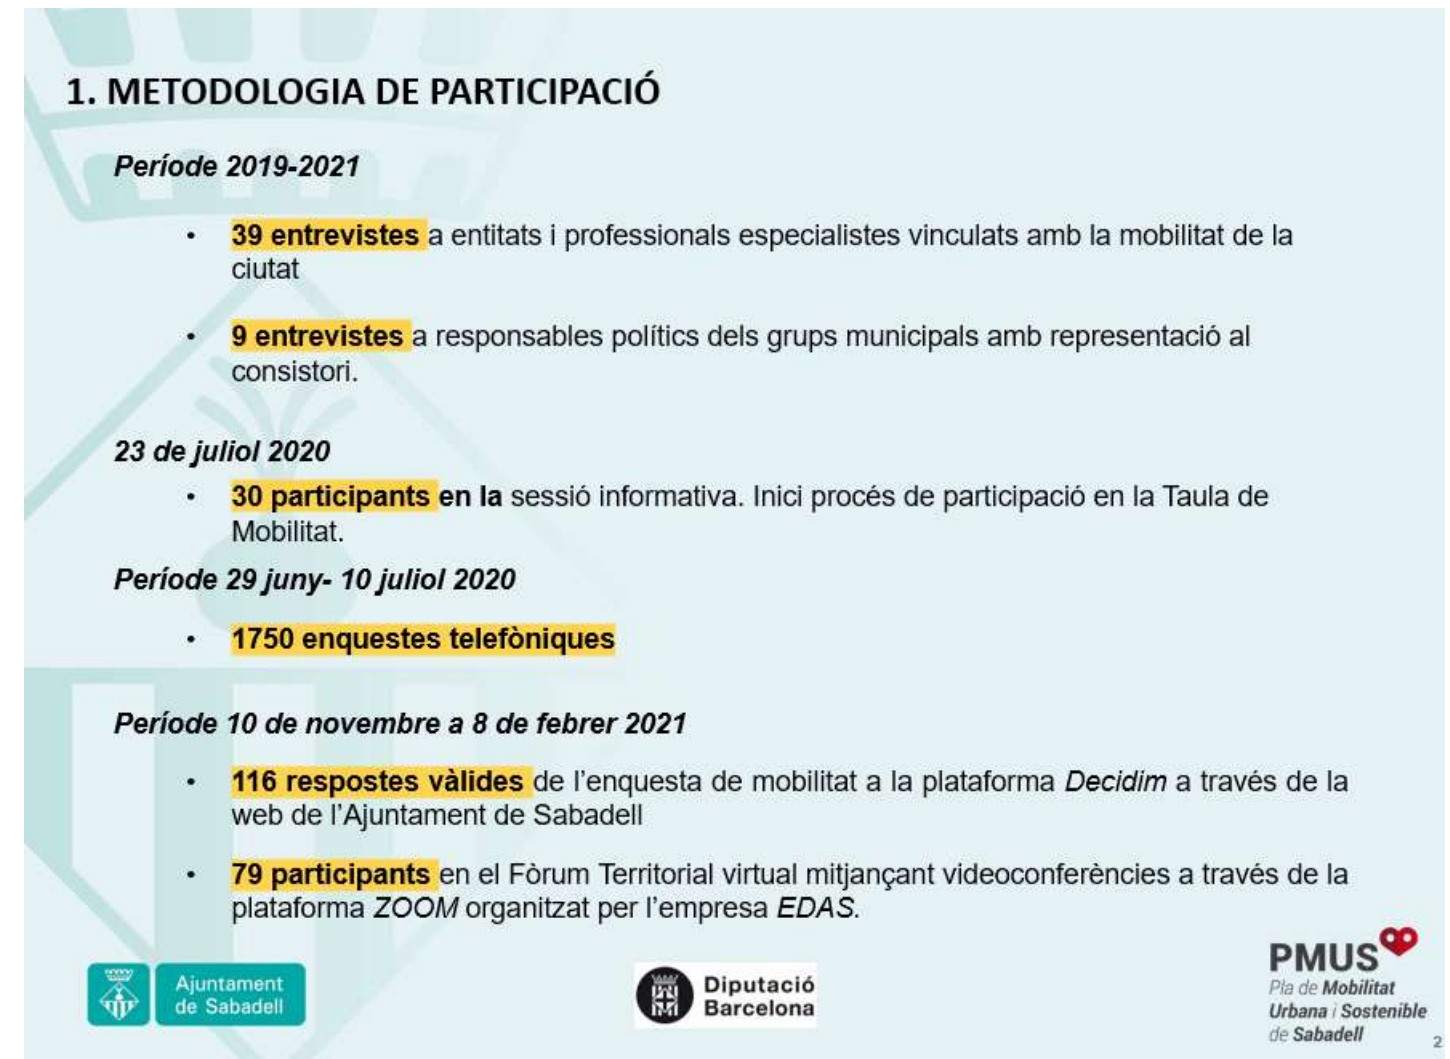 1. METODOLOGIA DE PARTICIPACIÓ
Període 2019-2021
• 39 entrevistes a entitats i professionals especialistes vinculats amb la mobilitat de la
ciutat
• 9 entrevistes a responsables polítics dels grups municipals amb representació al
consistori.
23 de juliol 2020
• 30 participants en la sessió informativa. Inici procés de participació en la Taula de
Mobilitat.
Període 29 juny- 10 juliol 2020
• 1750 enquestes telefòniques
Període 10 de novembre a 8 de febrer 2021
• 116 respostes vàlides de l’enquesta de mobilitat a la plataforma Decidim a través de la
web de l’Ajuntament de Sabadell
• 79 participants en el Fòrum Territorial virtual mitjançant videoconferències a través de la
plataforma ZOOM organitzat per l’empresa EDAS.
Ajuntament
de Sabadell
Diputació
Barcelona
PMUS
Pla de Mobilitat
Urbana i Sostenible
de Sabadell
2